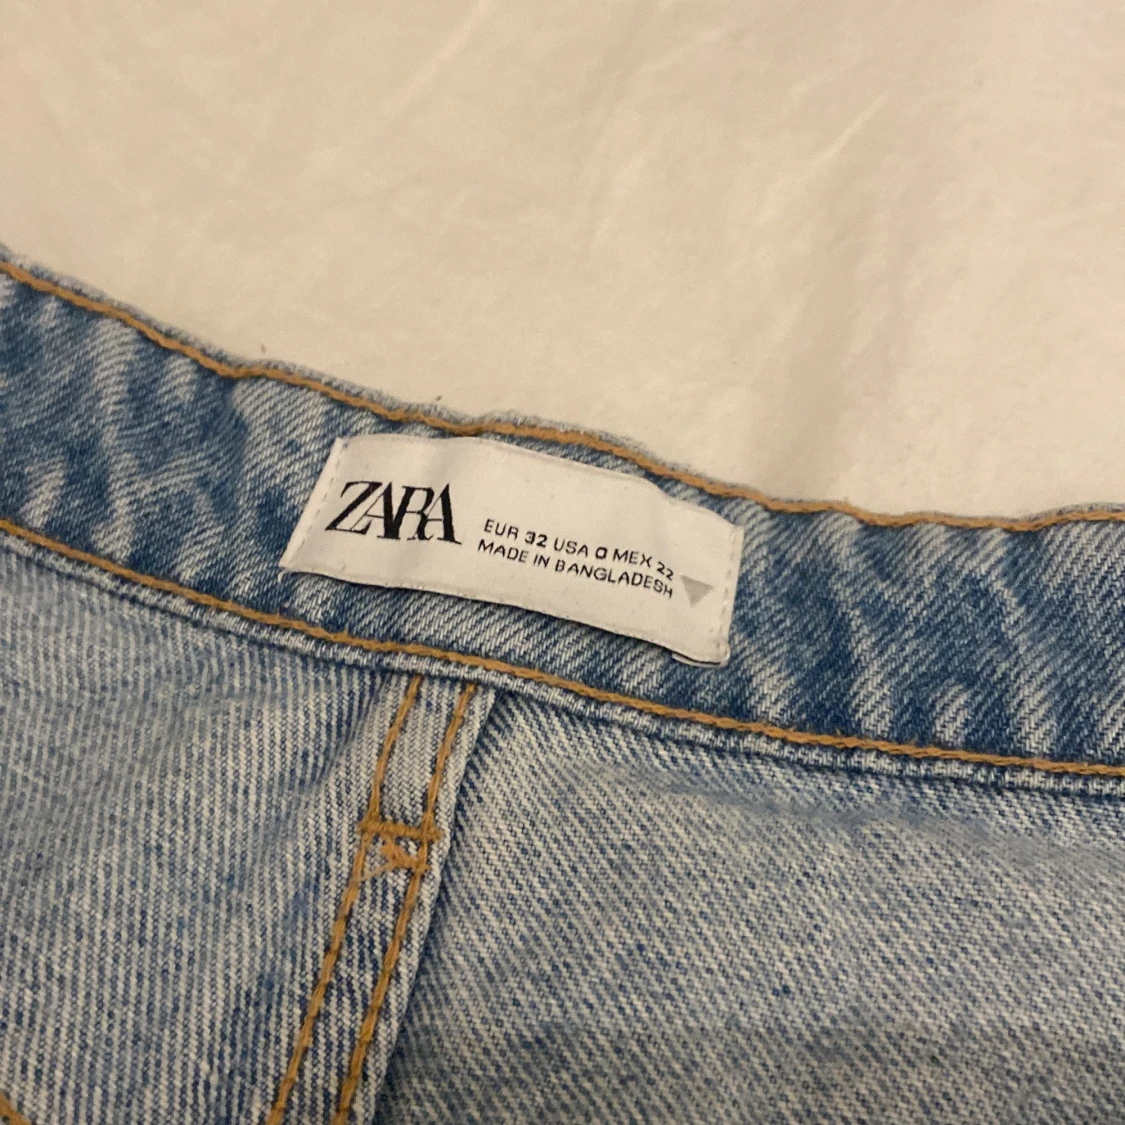 ZARA
EUR 32 USA 0 MEX 22
MADE IN BANGLADESH